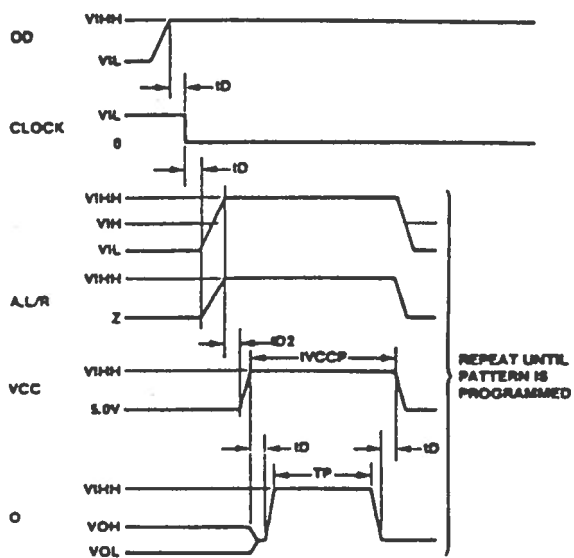 VIHH
OD
VIL
tD
VIL
CLOCK
0
tD
VIHH
VIH
VIL
VIHH
A,L/R
Z
tD2
IVCCP
VIHH
VCC
5.0V
REPEAT UNTIL
PATTERN IS
PROGRAMMED
tD
TP
tD
VIHH
O
VOH
VOL